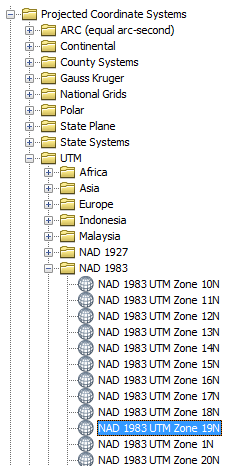 Projected Coordinate Systems
ARC (equal arc-second)
Continental
County Systems
Gauss Kruger
National Grids
Polar
State Plane
State Systems
UTM
Africa
Asia
Europe
Indonesia
Malaysia
NAD 1927
NAD 1983
NAD 1983 UTM Zone 10N
NAD 1983 UTM Zone 11N
NAD 1983 UTM Zone 12N
NAD 1983 UTM Zone 13N
NAD 1983 UTM Zone 14N
NAD 1983 UTM Zone 15N
NAD 1983 UTM Zone 16N
NAD 1983 UTM Zone 17N
NAD 1983 UTM Zone 18N
NAD 1983 UTM Zone 19N
NAD 1983 UTM Zone 1N
NAD 1983 UTM Zone 20N